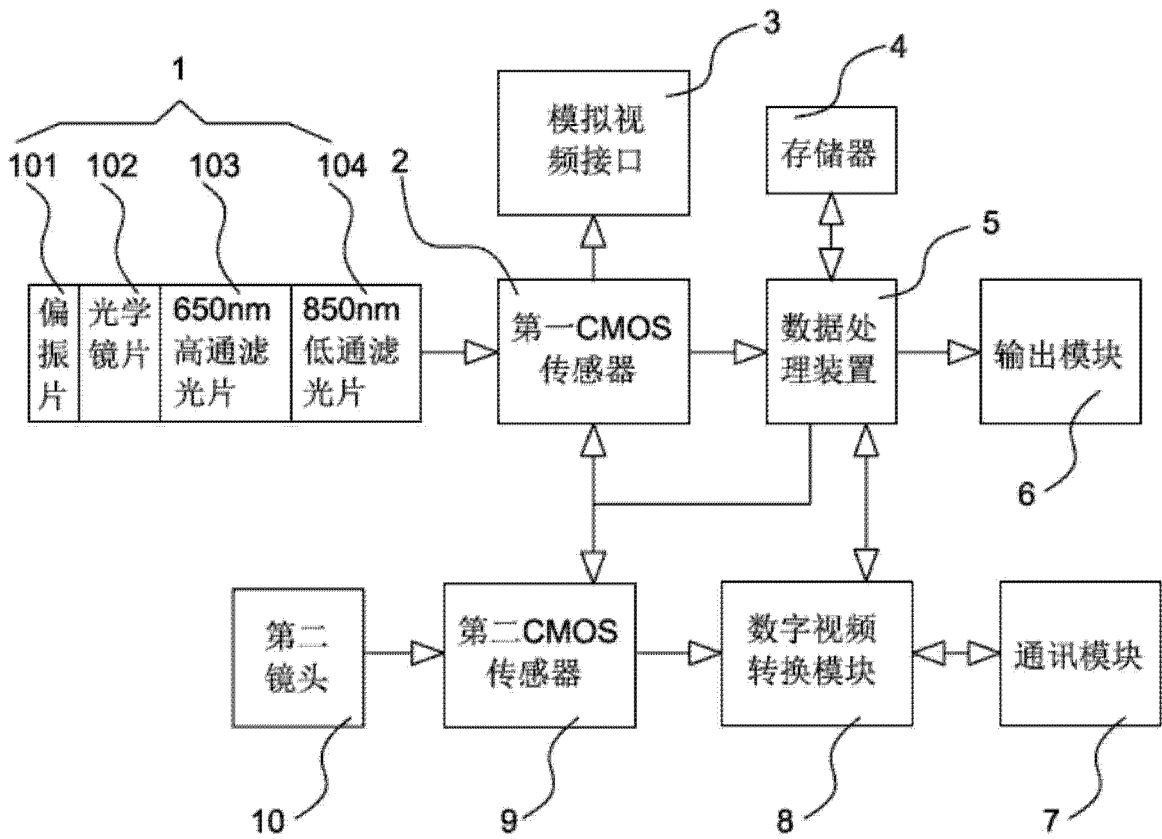 3
4
1
模拟视
频接口
存储器
101
102
103
104
2
5
偏
振
片
光学
镜片
650nm
高通滤
光片
850nm
低通滤
光片
第一CMOS
传感器
数据处
理装置
输出模块
6
第二
镜头
第二CMOS
传感器
数字视频
转换模块
通讯模块
10
9
8
7